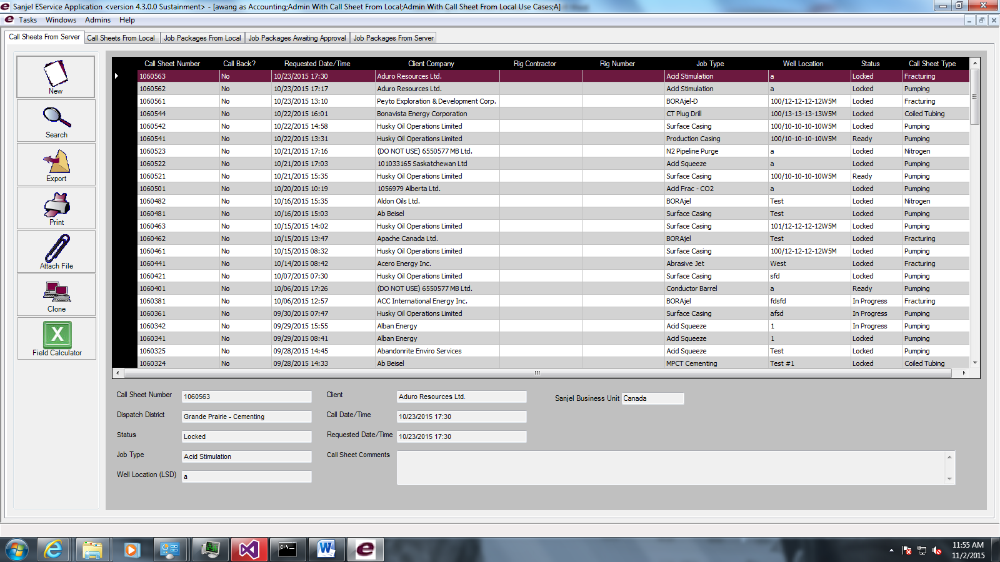 Sanjel EService Application <version 4.3.0.0 Sustainment> - [awang as Accounting;Admin With Call Sheet From Local;Admin With Call Sheet From Local Use Cases;A]
Tasks Windows Admins Help
Call Sheets From Server Call Sheets From Local Job Packages From Local Job Packages Awaiting Approval Job Packages From Server
New
Search
Export
Print
Attach File
Clone
Field Calculator
Call Sheet Number Call Back? Requested Date/Time Client Company Rig Contractor Rig Number Job Type Well Location Status Call Sheet Type
1060563 No 10/23/2015 17:30 Aduro Resources Ltd. Acid Stimulation a Locked Fracturing
1060562 No 10/23/2015 17:17 Aduro Resources Ltd. Acid Stimulation a Locked Pumping
1060561 No 10/23/2015 13:10 Peyto Exploration & Development Corp. BORAjel-D 100/12-12-12-12W5M Locked Fracturing
1060544 No 10/22/2015 16:01 Bonavista Energy Corporation CT Plug Drill 100/13-13-13-13W5M Locked Coiled Tubing
1060542 No 10/22/2015 14:58 Husky Oil Operations Limited Surface Casing 100/10-10-10-10W5M Locked Pumping
1060541 No 10/22/2015 13:31 Husky Oil Operations Limited Production Casing 100/10-10-10-10W5M Ready Pumping
1060523 No 10/21/2015 17:16 (DO NOT USE) 6550577 MB Ltd. N2 Pipeline Purge a Locked Nitrogen
1060522 No 10/21/2015 17:03 101033165 Saskatchewan Ltd Acid Squeeze a Locked Pumping
1060521 No 10/21/2015 15:35 Husky Oil Operations Limited Surface Casing 100/10-10-10-10W5M Ready Pumping
1060501 No 10/20/2015 10:19 1056979 Alberta Ltd. Acid Frac - CO2 a Locked Pumping
1060482 No 10/16/2015 15:35 Aldon Oils Ltd. BORAjel Test Locked Nitrogen
1060481 No 10/16/2015 15:03 Ab Beisel Surface Casing Test Locked Pumping
1060463 No 10/15/2015 14:02 Husky Oil Operations Limited Surface Casing 101/12-12-12-12W5M Locked Pumping
1060462 No 10/15/2015 13:47 Apache Canada Ltd. BORAjel Test Locked Fracturing
1060461 No 10/15/2015 08:32 Husky Oil Operations Limited Surface Casing 100/12-12-12-12W5M Locked Pumping
1060441 No 10/14/2015 08:42 Acero Energy Inc. Abrasive Jet West Locked Fracturing
1060421 No 10/07/2015 07:30 Husky Oil Operations Limited Surface Casing sfd Locked Pumping
1060401 No 10/06/2015 17:26 (DO NOT USE) 6550577 MB Ltd. Conductor Barrel a Ready Pumping
1060381 No 10/06/2015 12:57 ACC International Energy Inc. BORAjel fdsfd In Progress Fracturing
1060361 No 09/30/2015 07:47 Husky Oil Operations Limited Surface Casing afsd In Progress Pumping
1060342 No 09/29/2015 15:55 Alban Energy Acid Squeeze 1 In Progress Pumping
1060341 No 09/29/2015 08:41 Alban Energy Acid Squeeze 1 Locked Pumping
1060325 No 09/28/2015 14:45 Abandonrite Enviro Services Acid Squeeze Test Locked Pumping
1060324 No 09/28/2015 14:33 Ab Beisel MPCT Cementing Test #1 Locked Coiled Tubing
Call Sheet Number 1060563 Client Aduro Resources Ltd. Sanjel Business Unit Canada
Dispatch District Grande Prairie - Cementing Call Date/Time 10/23/2015 17:30
Status Locked Requested Date/Time 10/23/2015 17:30
Job Type Acid Stimulation Call Sheet Comments
Well Location (LSD) a
11:55 AM
11/2/2015